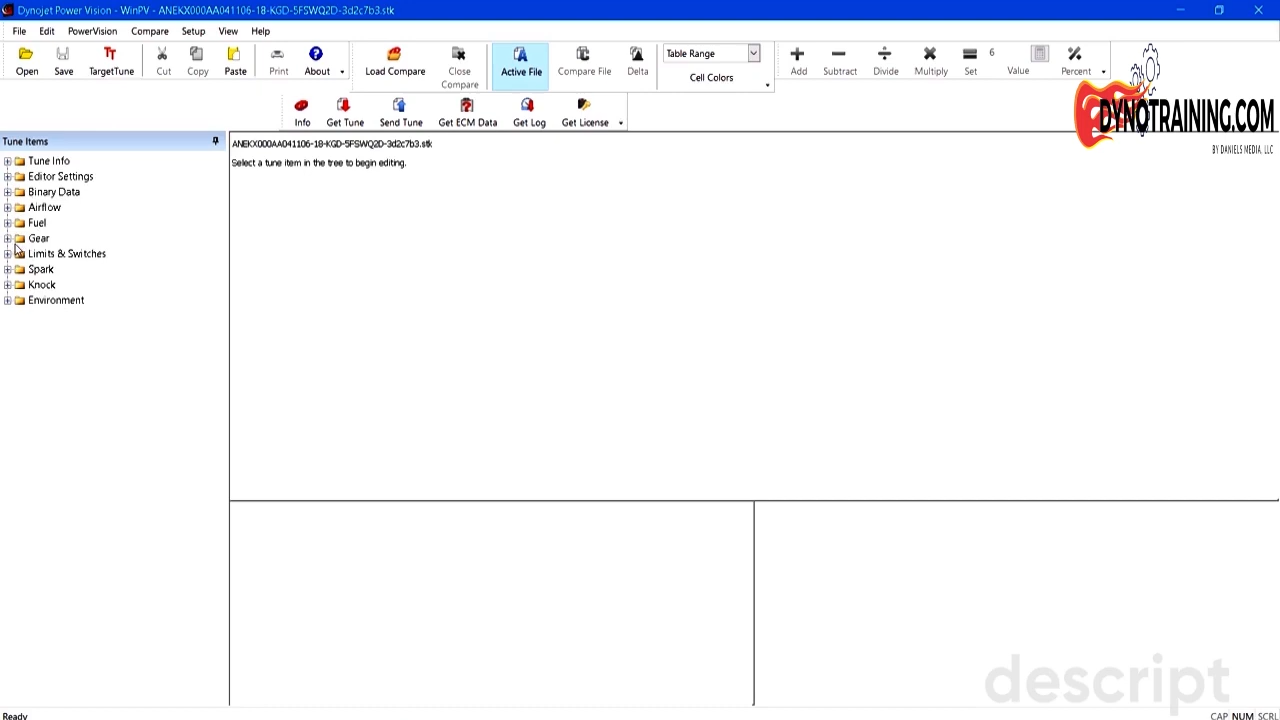 Dynojet Power Vision - WinPV - ANEKX000AA041106-18-KGD-5FSWQ2D-3d2c7b3.stk
File Edit PowerVision Compare Setup View Help
Open Save TargetTune Cut Copy Paste Print About Load Compare Close Compare Active File Compare File Delta Table Range Cell Colors Add Subtract Divide Multiply Set 6 Value Percent
Info Get Tune Send Tune Get ECM Data Get Log Get License
DYNOTRAINING.COM
BY DANIELS MEDIA, LLC
Tune Items
ANEKX000AA041106-18-KGD-5FSWQ2D-3d2c7b3.stk
Select a tune item in the tree to begin editing.
Tune Info
Editor Settings
Binary Data
Airflow
Fuel
Gear
Limits & Switches
Spark
Knock
Environment
descript
Ready
CAP NUM SCRL